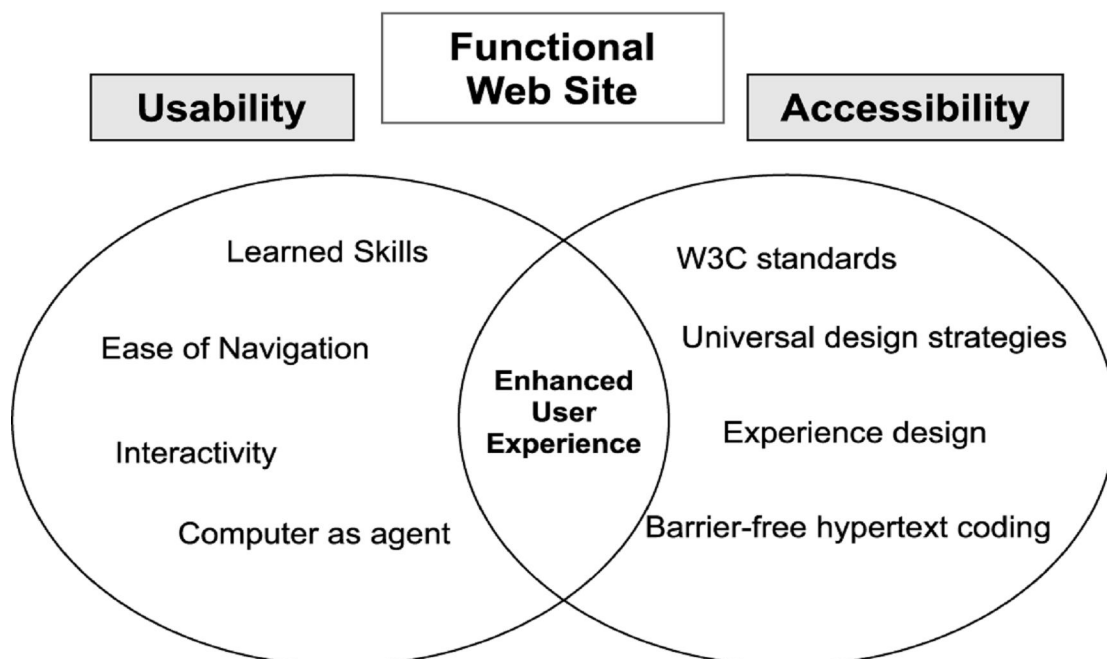 Functional
Web Site
Usability
Accessibility
Learned Skills
Ease of Navigation
Interactivity
Computer as agent
Enhanced
User
Experience
W3C standards
Universal design strategies
Experience design
Barrier-free hypertext coding